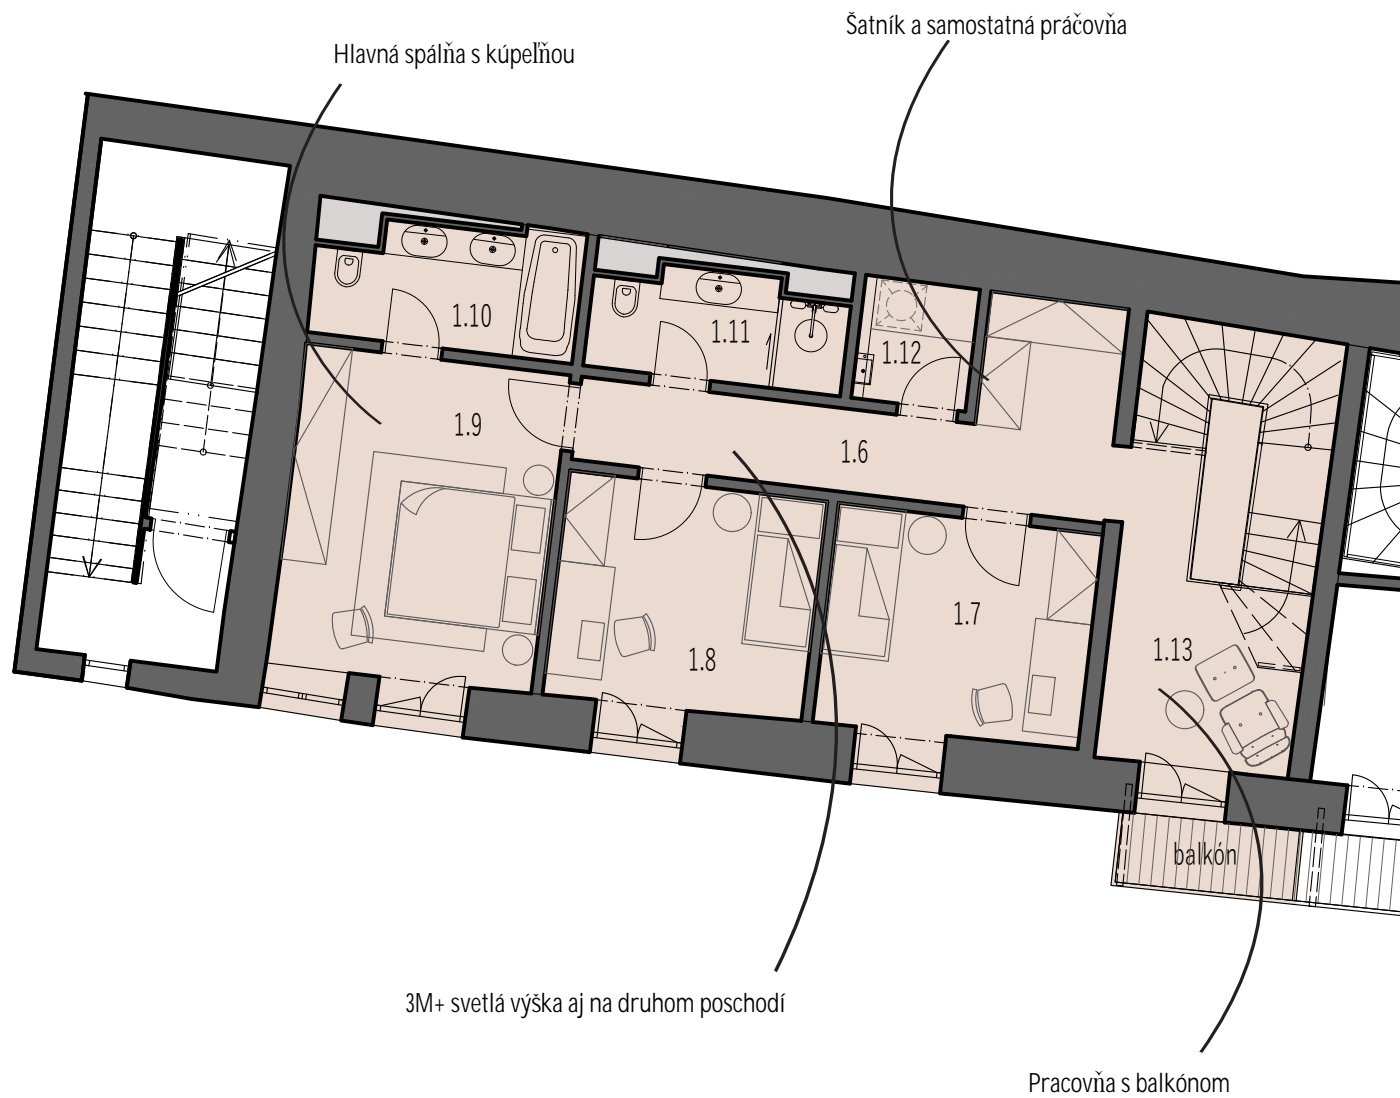 Šatník a samostatná práčovňa
Hlavná spálňa s kúpeľňou
1.10
1.11
1.12
1.9
1.6
1.8
1.7
1.13
balkón
3M+ svetlá výška aj na druhom poschodí
Pracovňa s balkónom